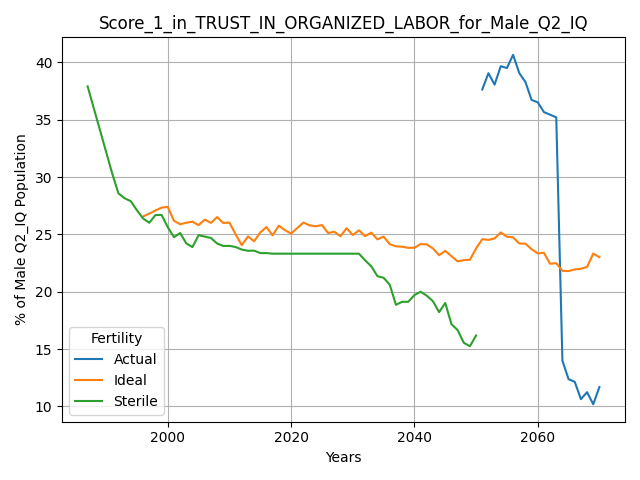 Score_1_in_TRUST_IN_ORGANIZED_LABOR_for_Male_Q2_IQ
% of Male Q2_IQ Population
40
35
30
25
20
15
10
Fertility
Actual
Ideal
Sterile
2000
2020
2040
2060
Years